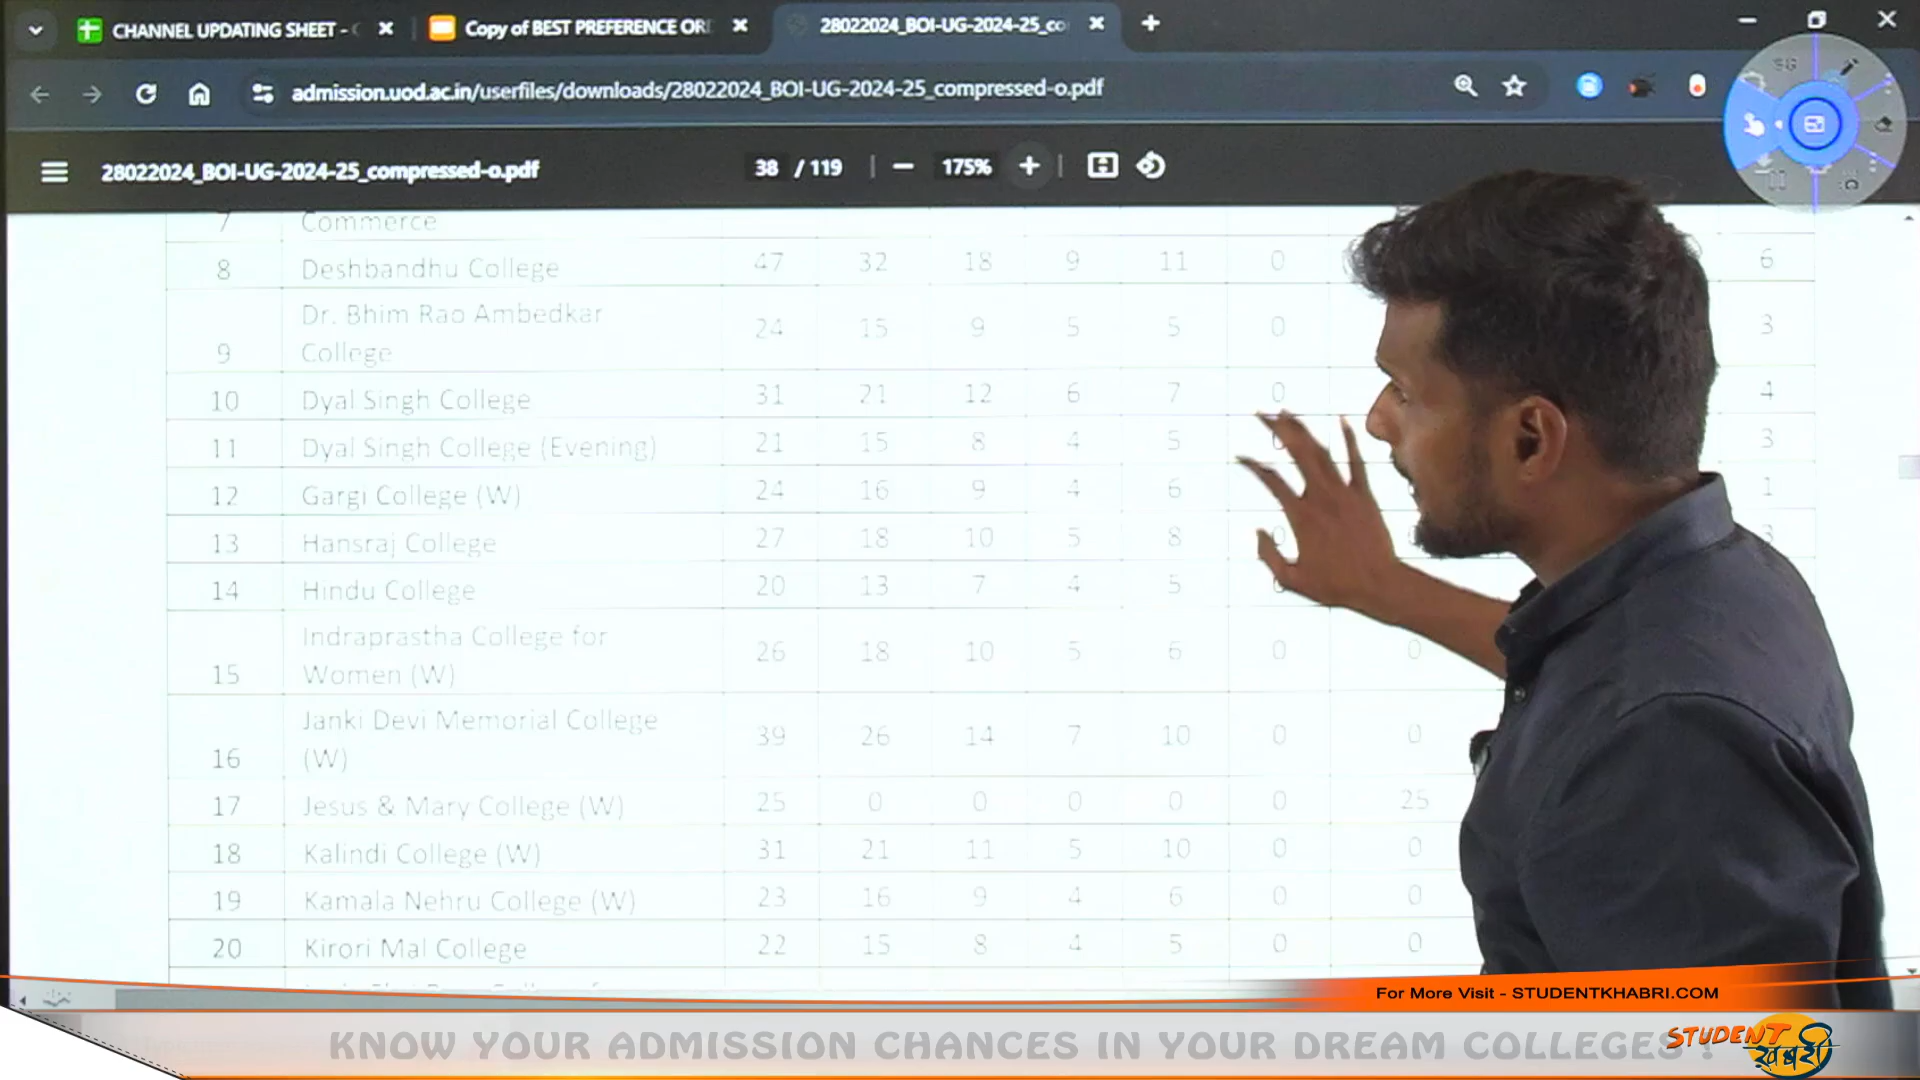 CHANNEL UPDATING SHEET -
Copy of BEST PREFERENCE OR
28022024_BOI-UG-2024-25_co
admission.uod.ac.in/userfiles/downloads/28022024_BOI-UG-2024-25_compressed-o.pdf
28022024_BOI-UG-2024-25_compressed-o.pdf
38 / 119
175%
7 Commerce
8 Deshbandhu College 47 32 18 9 11 0 6
Dr. Bhim Rao Ambedkar
9 College 24 15 9 5 5 0 3
10 Dyal Singh College 31 21 12 6 7 0 4
11 Dyal Singh College (Evening) 21 15 8 4 5 3
12 Gargi College (W) 24 16 9 4 6 1
13 Hansraj College 27 18 10 5 8 0 3
14 Hindu College 20 13 7 4 5
Indraprastha College for
15 Women (W) 26 18 10 5 6 0 0
Janki Devi Memorial College
16 (W) 39 26 14 7 10 0 0
17 Jesus & Mary College (W) 25 0 0 0 0 0 25
18 Kalindi College (W) 31 21 11 5 10 0 0
19 Kamala Nehru College (W) 23 16 9 4 6 0 0
20 Kirori Mal College 22 15 8 4 5 0 0
For More Visit - STUDENTKHABRI.COM
KNOW YOUR ADMISSION CHANCES IN YOUR DREAM COLLEGES !
STUDENT
खबरी